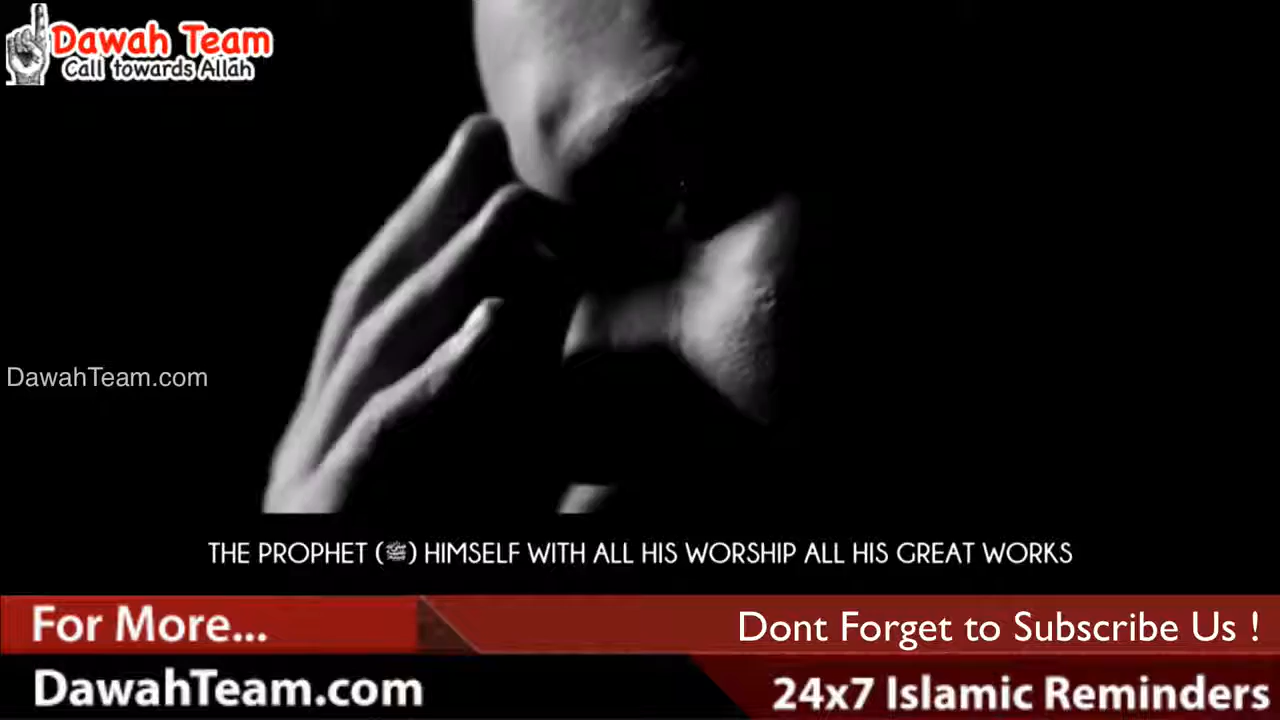 Dawah Team
Call towards Allah
DawahTeam.com
THE PROPHET (ﷺ) HIMSELF WITH ALL HIS WORSHIP ALL HIS GREAT WORKS
For More...
Dont Forget to Subscribe Us !
DawahTeam.com
24x7 Islamic Reminders